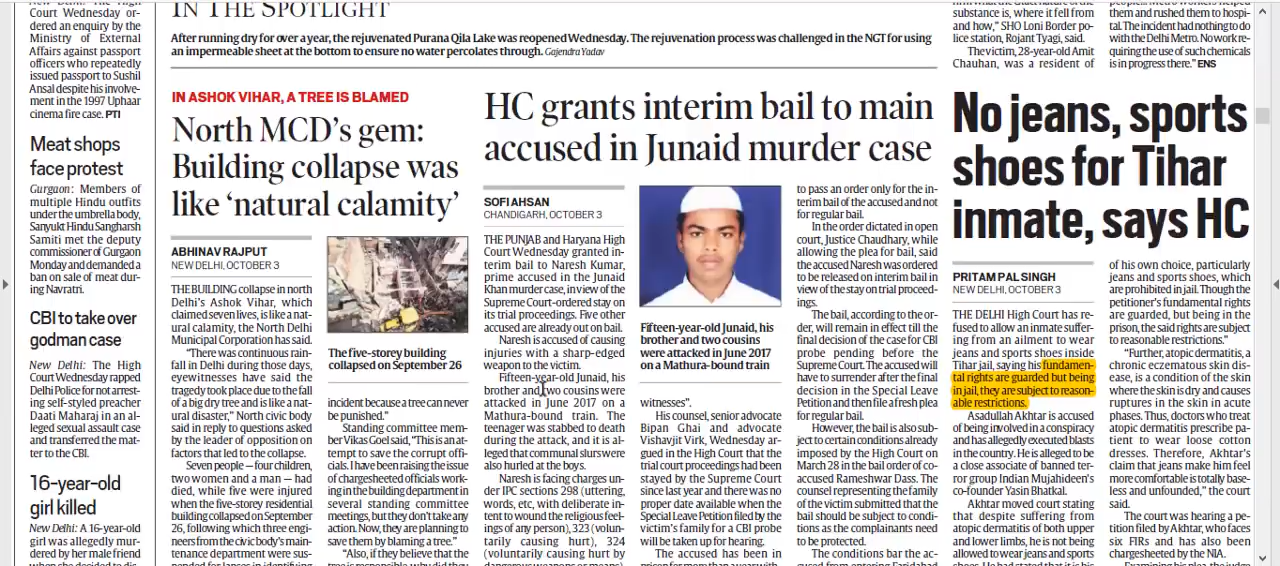 New Delhi: The High
Court Wednesday or-
dered an enquiry by the
Ministry of External
Affairs against passport
officers who repeatedly
issued passport to Sushil
Ansal despite his involve-
ment in the 1997 Uphaar
cinema fire case. PTI
Meat shops
face protest
Gurgaon: Members of
multiple Hindu outfits
under the umbrella body,
Sanyukt Hindu Sangharsh
Samiti met the deputy
commissioner of Gurgaon
Monday and demanded a
ban on sale of meat dur-
ing Navratri.
CBI to take over
godman case
New Delhi: The High
Court Wednesday rapped
Delhi Police for not arrest-
ing self-styled preacher
Daati Maharaj in an al-
leged sexual assault case
and transferred the mat-
ter to the CBI.
16-year-old
girl killed
New Delhi: A 16-year-old
girl was allegedly mur-
dered by her male friend
when she decided to dis-
IN THE SPOTLIGHT
After running dry for over a year, the rejuvenated Purana Qila Lake was reopened Wednesday. The rejuvenation process was challenged in the NGT for using
an impermeable sheet at the bottom to ensure no water percolates through. Gajendra Yadav
IN ASHOK VIHAR, A TREE IS BLAMED
North MCD's gem:
Building collapse was
like 'natural calamity'
ABHINAV RAJPUT
NEW DELHI, OCTOBER 3
THE BUILDING collapse in north
Delhi's Ashok Vihar, which
claimed seven lives, is like a nat-
ural calamity, the North Delhi
Municipal Corporation has said.
"There was continuous rain-
fall in Delhi during those days,
eyewitnesses have said the
tragedy took place due to the fall
of a big dry tree and is like a nat-
ural disaster," North civic body
said in reply to questions asked
by the leader of opposition on
factors that led to the collapse.
Seven people — four children,
two women and a man — had
died, while five were injured
when the five-storey residential
building collapsed on September
26, following which three engi-
neers from the civic body's main-
tenance department were sus-
pended for lapses in identifying
The five-storey building
collapsed on September 26
incident because a tree can never
be punished."
Standing committee mem-
ber Vikas Goel said, "This is an at-
tempt to save the corrupt offi-
cials. I have been raising the issue
of chargesheeted officials work-
ing in the building department in
several standing committee
meetings, but they don't take any
action. Now, they are planning to
save them by blaming a tree."
"Also, if they believe that the
tree is responsible, why did they
HC grants interim bail to main
accused in Junaid murder case
SOFI AHSAN
CHANDIGARH, OCTOBER 3
THE PUNJAB and Haryana High
Court Wednesday granted in-
terim bail to Naresh Kumar,
prime accused in the Junaid
Khan murder case, in view of the
Supreme Court-ordered stay on
its trial proceedings. Five other
accused are already out on bail.
Naresh is accused of causing
injuries with a sharp-edged
weapon to the victim.
Fifteen-year-old Junaid, his
brother and two cousins were
attacked in June 2017 on a
Mathura-bound train. The
teenager was stabbed to death
during the attack, and it is al-
leged that communal slurs were
also hurled at the boys.
Naresh is facing charges un-
der IPC sections 298 (uttering,
words, etc, with deliberate in-
tent to wound the religious feel-
ings of any person), 323 (volun-
tarily causing hurt), 324
(voluntarily causing hurt by
dangerous weapons or means)
Fifteen-year-old Junaid, his
brother and two cousins
were attacked in June 2017
on a Mathura-bound train
witnesses".
His counsel, senior advocate
Bipan Ghai and advocate
Vishavjit Virk, Wednesday ar-
gued in the High Court that the
trial court proceedings had been
stayed by the Supreme Court
since last year and there was no
proper date available when the
Special Leave Petition filed by the
victim's family for a CBI probe
will be taken up for hearing.
The accused has been in
to pass an order only for the in-
terim bail of the accused and not
for regular bail.
In the order dictated in open
court, Justice Chaudhary, while
allowing the plea for bail, said
the accused Naresh was ordered
to be released on interim bail in
view of the stay on trial proceed-
ings.
The bail, according to the or-
der, will remain in effect till the
final decision of the case for CBI
probe pending before the
Supreme Court. The accused will
have to surrender after the final
decision in the Special Leave
Petition and then file a fresh plea
for regular bail.
However, the bail is also sub-
ject to certain conditions already
imposed by the High Court on
March 28 in the bail order of co-
accused Rameshwar Dass. The
counsel representing the family
of the victim submitted that the
bail should be subject to condi-
tions as the complainants need
to be protected.
The conditions bar the ac-
cused from entering Faridabad
substance is, where it fell from
and how," SHO Loni Border po-
lice station, Rojant Tyagi, said.
The victim, 28-year-old Amit
Chauhan, was a resident of
them and rushed them to hospi-
tal. The incident had nothing to do
with the Delhi Metro. No work re-
quiring the use of such chemicals
is in progress there." ENS
No jeans, sports
shoes for Tihar
inmate, says HC
PRITAM PAL SINGH
NEW DELHI, OCTOBER 3
THE DELHI High Court has re-
fused to allow an inmate suffer-
ing from an ailment to wear
jeans and sports shoes inside
Tihar jail, saying his fundamen-
tal rights are guarded but being
in jail, they are subject to reason-
able restrictions.
Asadullah Akhtar is accused
of being involved in a conspiracy
and has allegedly executed blasts
in the country. He is alleged to be
a close associate of banned ter-
ror group Indian Mujahideen's
co-founder Yasin Bhatkal.
Akhtar moved court stating
that despite suffering from
atopic dermatitis of both upper
and lower limbs, he is not being
allowed to wear jeans and sports
of his own choice, particularly
jeans and sports shoes, which
are prohibited in jail. Though the
petitioner's fundamental rights
are guarded, but being in the
prison, the said rights are subject
to reasonable restrictions."
"Further, atopic dermatitis, a
chronic eczematous skin dis-
ease, is a condition of the skin
where the skin is dry and causes
ruptures in the skin in acute
phases. Thus, doctors who treat
atopic dermatitis prescribe pa-
tient to wear loose cotton
dresses. Therefore, Akhtar's
claim that jeans make him feel
more comfortable is totally base-
less and unfounded," the court
said.
The court was hearing a pe-
tition filed by Akhtar, who faces
six FIRs and has also been
chargesheeted by the NIA.